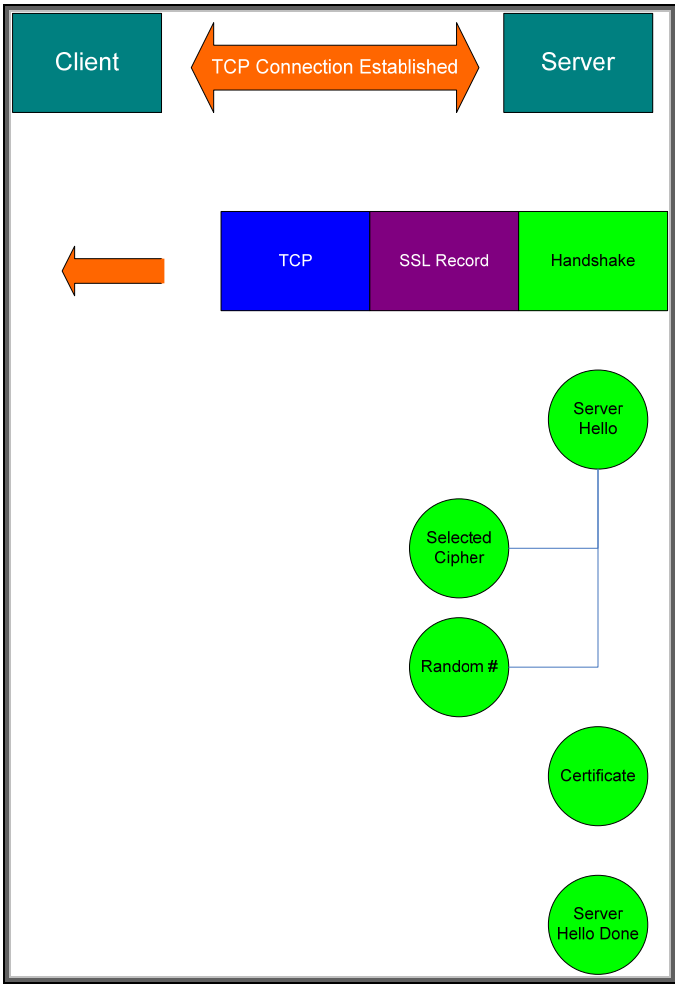 Client
TCP Connection Established
Server
TCP
SSL Record
Handshake
Server
Hello
Selected
Cipher
Random #
Certificate
Server
Hello Done